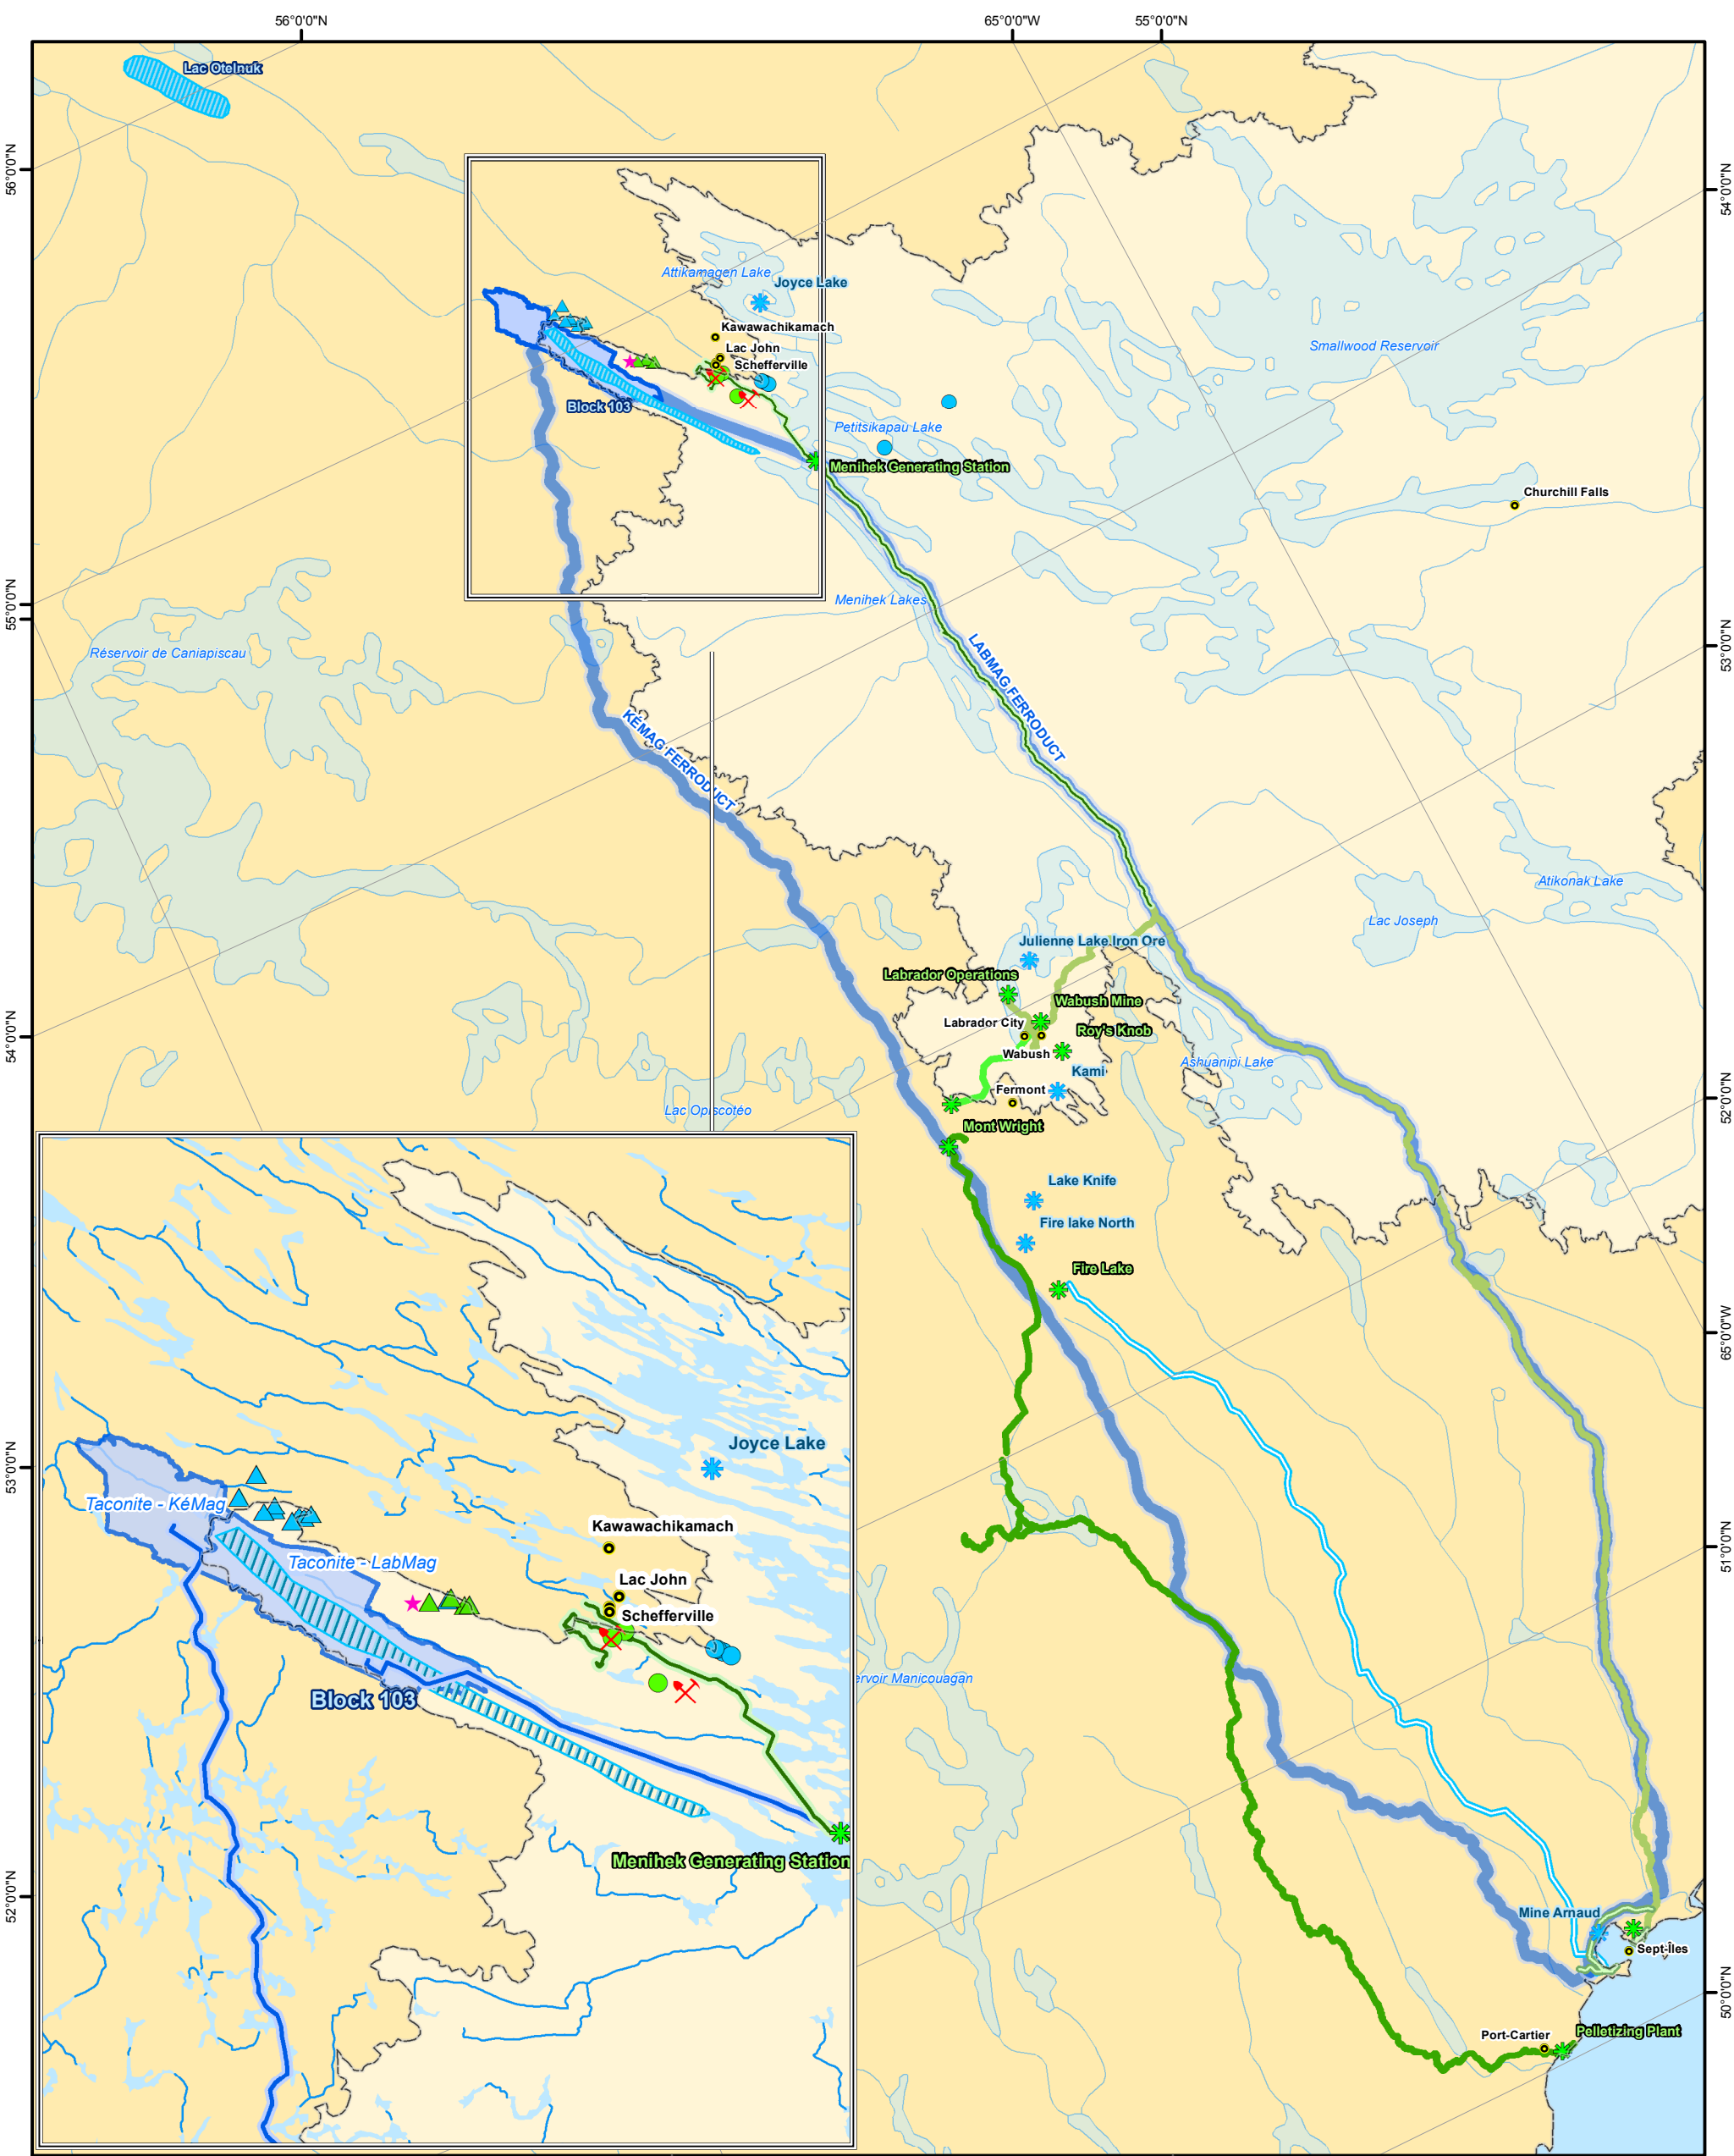 56°0'0"N
65°0'0"W
55°0'0"N
Lac Otelnuk
56°0'0"N
54°0'0"N
Attikamagen Lake
Joyce Lake
Kawawachikamach
Lac John
Schefferville
Smallwood Reservoir
Block 103
Petitsikapau Lake
Menihek Generating Station
Churchill Falls
55°0'0"N
Menihek Lakes
53°0'0"N
Réservoir de Caniapiscau
LABMAG FERRODUCT
KÉMAG FERRODUCT
Atikonak Lake
Lac Joseph
Julienne Lake Iron Ore
Labrador Operations
Wabush Mine
Labrador City
Roy's Knob
54°0'0"N
Wabush
Ashuanipi Lake
Kami
Fermont
52°0'0"N
Lac Opiscotéo
Mont Wright
Lake Knife
Fire lake North
Fire Lake
65°0'0"W
Joyce Lake
53°0'0"N
Taconite - KéMag
Kawawachikamach
51°0'0"N
Taconite - LabMag
Lac John
Schefferville
ervoir Manicouagan
Block 103
Menihek Generating Station
52°0'0"N
Mine Arnaud
Sept-Îles
50°0'0"N
Port-Cartier
Pelletizing Plant